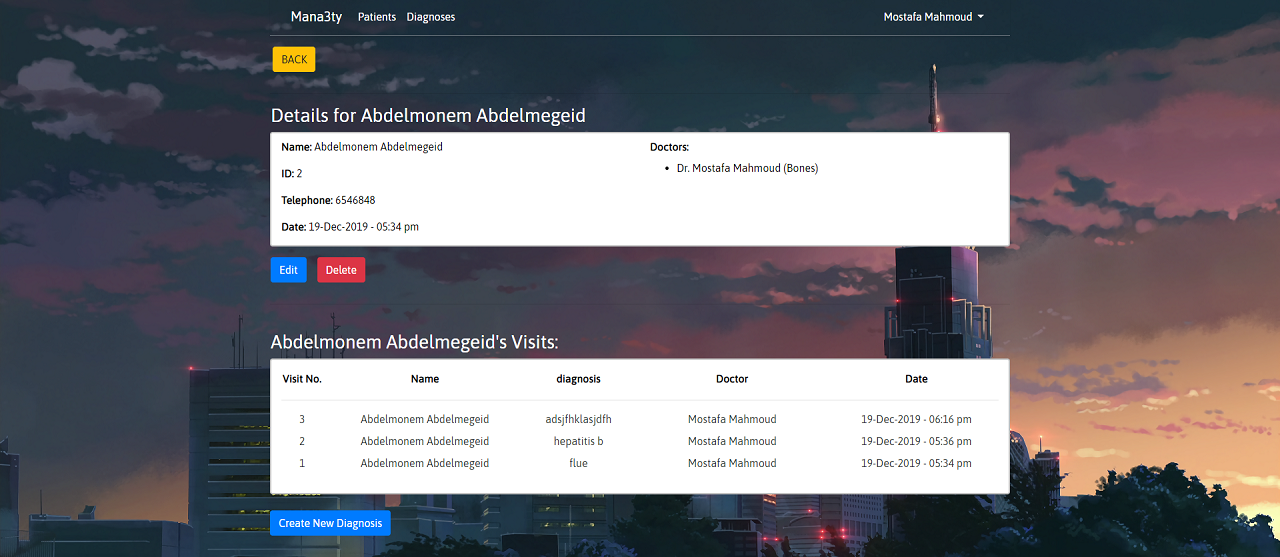 Mana3ty Patients Diagnoses Mostafa Mahmoud
BACK
Details for Abdelmonem Abdelmegeid
Name: Abdelmonem Abdelmegeid
ID: 2
Telephone: 6546848
Date: 19-Dec-2019 - 05:34 pm
Doctors:
Dr. Mostafa Mahmoud (Bones)
Edit Delete
Abdelmonem Abdelmegeid's Visits:
Visit No. Name diagnosis Doctor Date
3 Abdelmonem Abdelmegeid adsjfhklasjdfh Mostafa Mahmoud 19-Dec-2019 - 06:16 pm
2 Abdelmonem Abdelmegeid hepatitis b Mostafa Mahmoud 19-Dec-2019 - 05:36 pm
1 Abdelmonem Abdelmegeid flue Mostafa Mahmoud 19-Dec-2019 - 05:34 pm
Create New Diagnosis